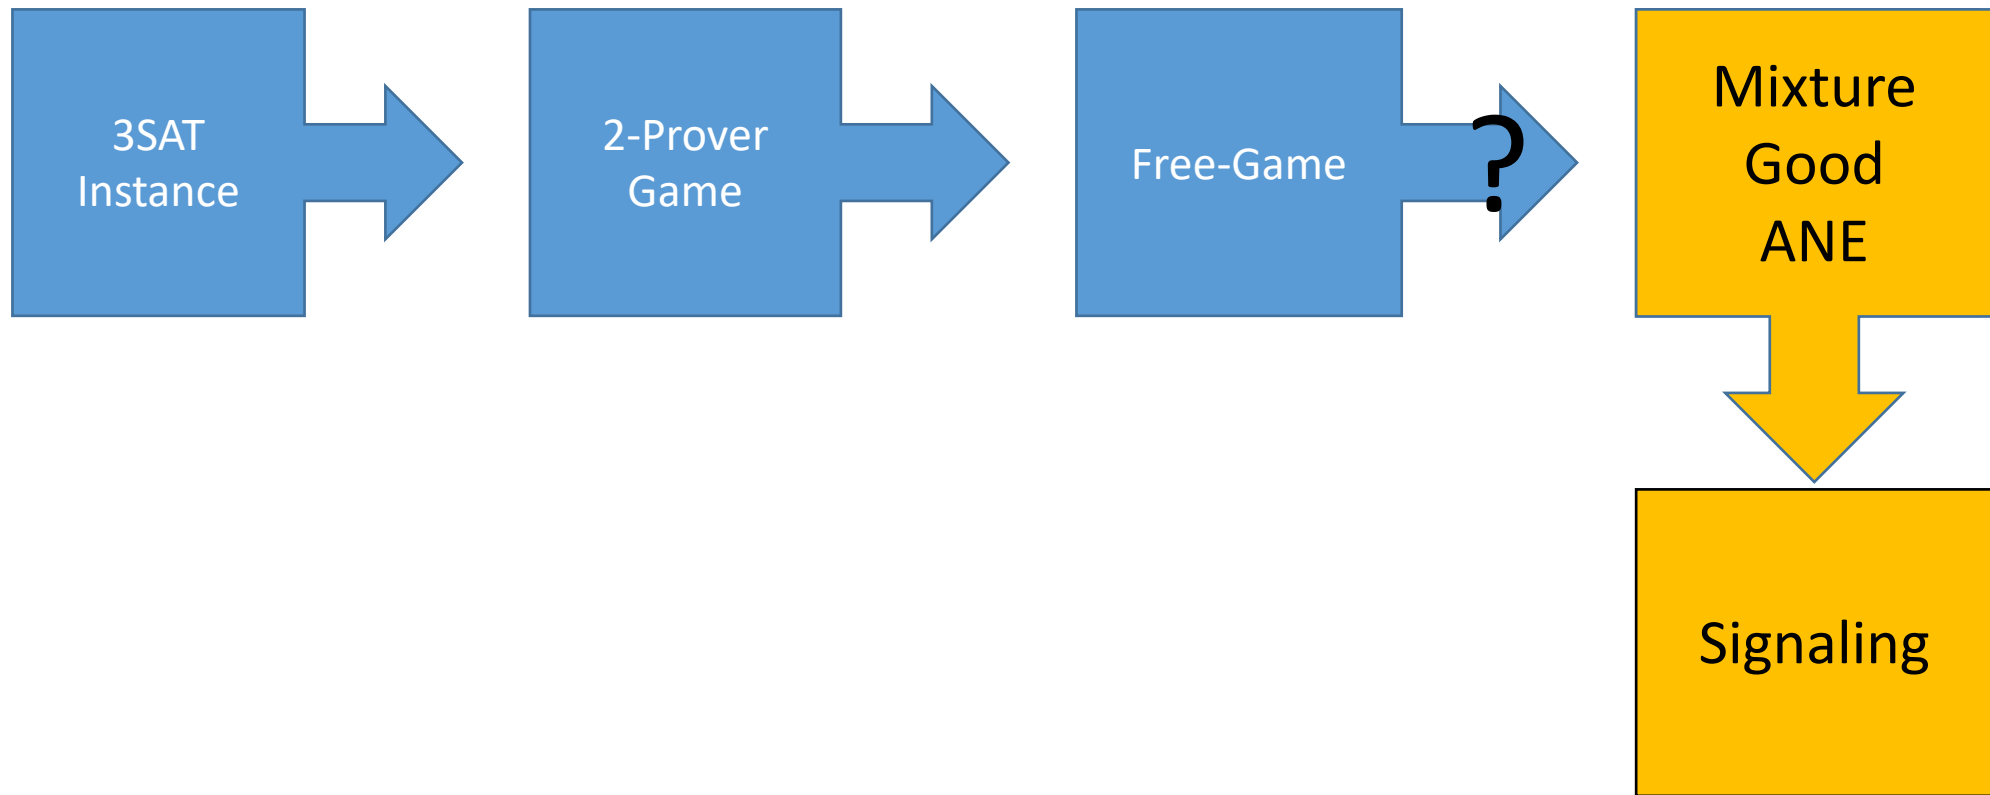 3SAT
Instance
2-Prover
Game
Free-Game
?
Mixture
Good
ANE
Signaling